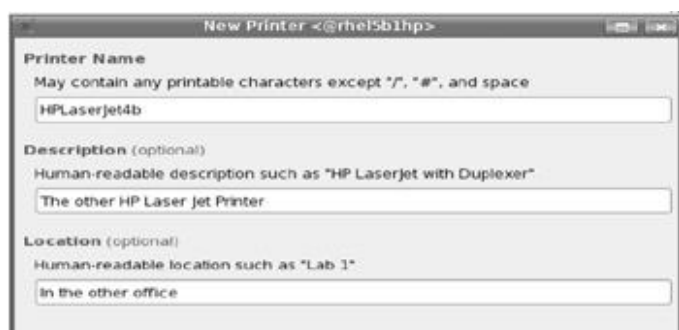 New Printer <@rhel5b1hp>
Printer Name
May contain any printable characters except "/", "#", and space
HPLaserJet4b
Description (optional)
Human-readable description such as "HP LaserJet with Duplexer"
The other HP Laser Jet Printer
Location (optional)
Human-readable location such as "Lab 1"
In the other office